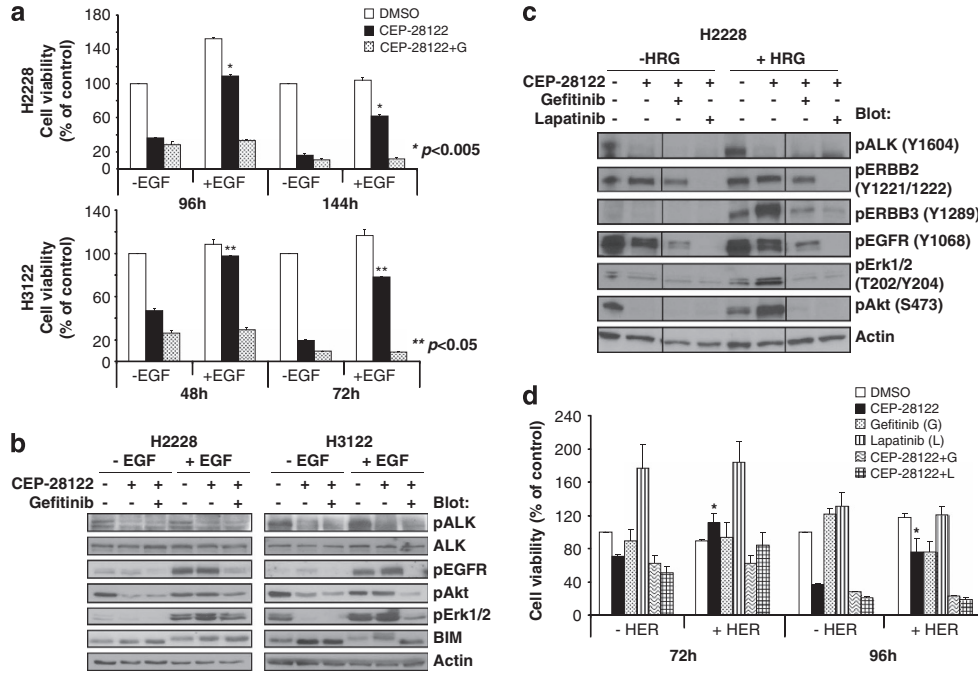 a
DMSO
CEP-28122
CEP-28122+G
H2228
Cell viability
(% of control)
180
140
100
60
20
0
* *
* p<0.005
-EGF +EGF -EGF +EGF
96h 144h
H3122
Cell viability
(% of control)
140
100
60
20
0
** **
** p<0.05
-EGF +EGF -EGF +EGF
48h 72h
b
H2228 H3122
- EGF + EGF - EGF + EGF
CEP-28122 - + + - + + - + + - + +
Gefitinib - - + - - + - - + - - + Blot:
pALK
ALK
pEGFR
pAkt
pErk1/2
BIM
Actin
c
H2228
-HRG + HRG
CEP-28122 - + + + - + + +
Gefitinib - - + - - - + -
Lapatinib - - - + - - - + Blot:
pALK (Y1604)
pERBB2
(Y1221/1222)
pERBB3 (Y1289)
pEGFR (Y1068)
pErk1/2
(T202/Y204)
pAkt (S473)
Actin
d
DMSO
CEP-28122
Gefitinib (G)
Lapatinib (L)
CEP-28122+G
CEP-28122+L
Cell viability (% of control)
240
200
160
120
80
40
0
* *
- HER + HER - HER + HER
72h 96h